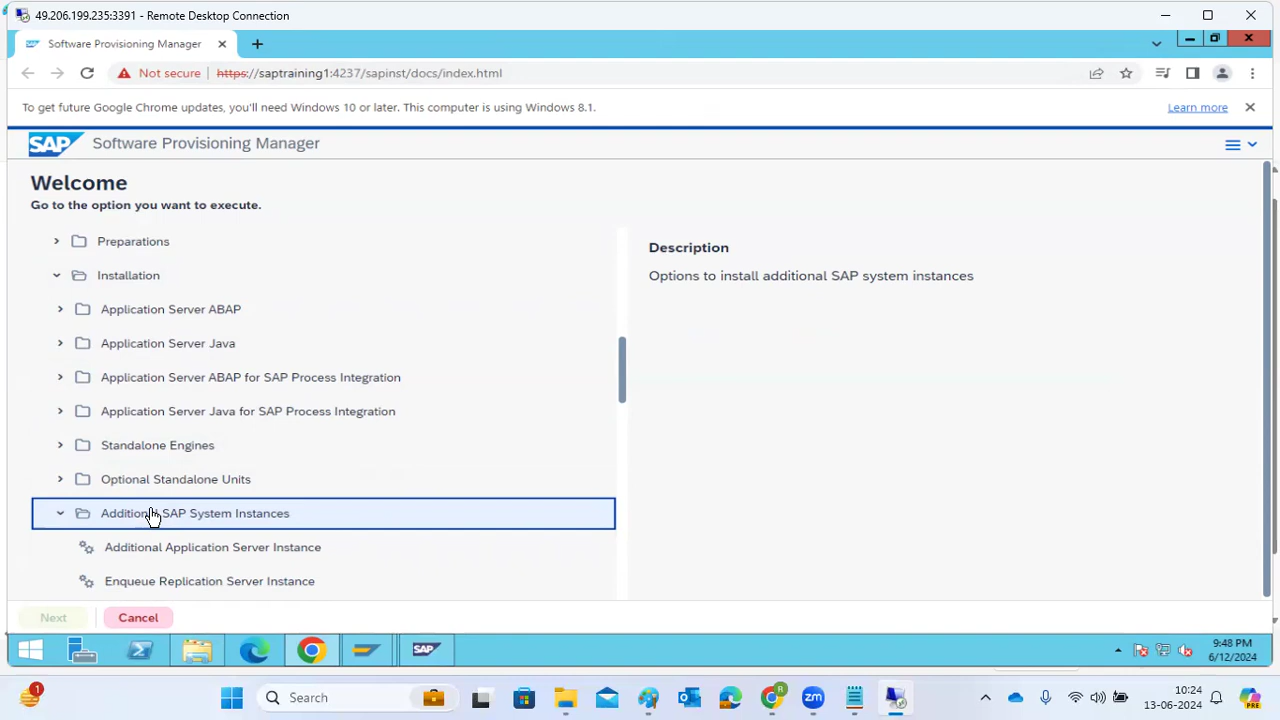 49.206.199.235:3391 - Remote Desktop Connection
Software Provisioning Manager
Not secure https://saptraining1:4237/sapinst/docs/index.html
To get future Google Chrome updates, you'll need Windows 10 or later. This computer is using Windows 8.1. Learn more
SAP Software Provisioning Manager
Welcome
Go to the option you want to execute.
Preparations
Installation
Application Server ABAP
Application Server Java
Application Server ABAP for SAP Process Integration
Application Server Java for SAP Process Integration
Standalone Engines
Optional Standalone Units
Additional SAP System Instances
Additional Application Server Instance
Enqueue Replication Server Instance
Description
Options to install additional SAP system instances
Next Cancel
SAP
9:48 PM
6/12/2024
1
Search
R
zm
10:24
13-06-2024
PRE